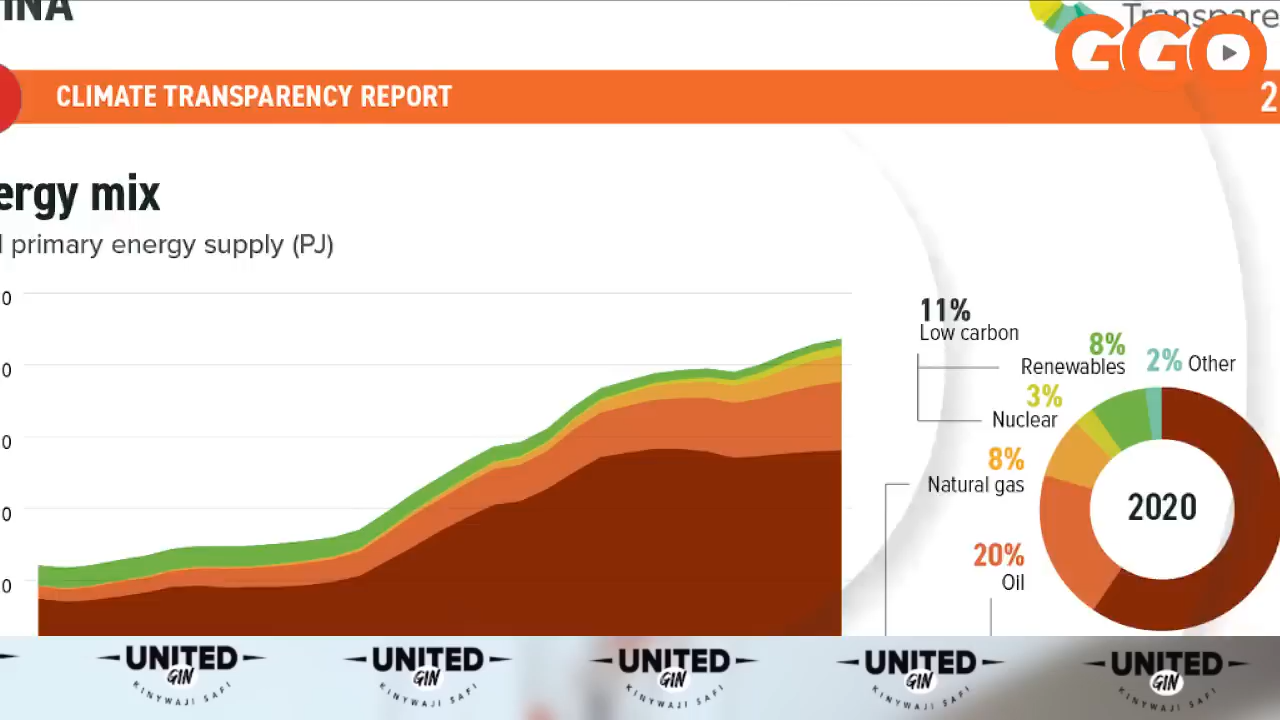 INA
Transpare
GGO
CLIMATE TRANSPARENCY REPORT
2
ergy mix
primary energy supply (PJ)
0
0
0
0
0
11%
Low carbon
8%
Renewables
2% Other
3%
Nuclear
8%
Natural gas
20%
Oil
2020
UNITED
GIN
KINYWAJI SAFI
UNITED
GIN
KINYWAJI SAFI
UNITED
GIN
KINYWAJI SAFI
UNITED
GIN
KINYWAJI SAFI
UNITED
GIN
KINYWAJI SAFI